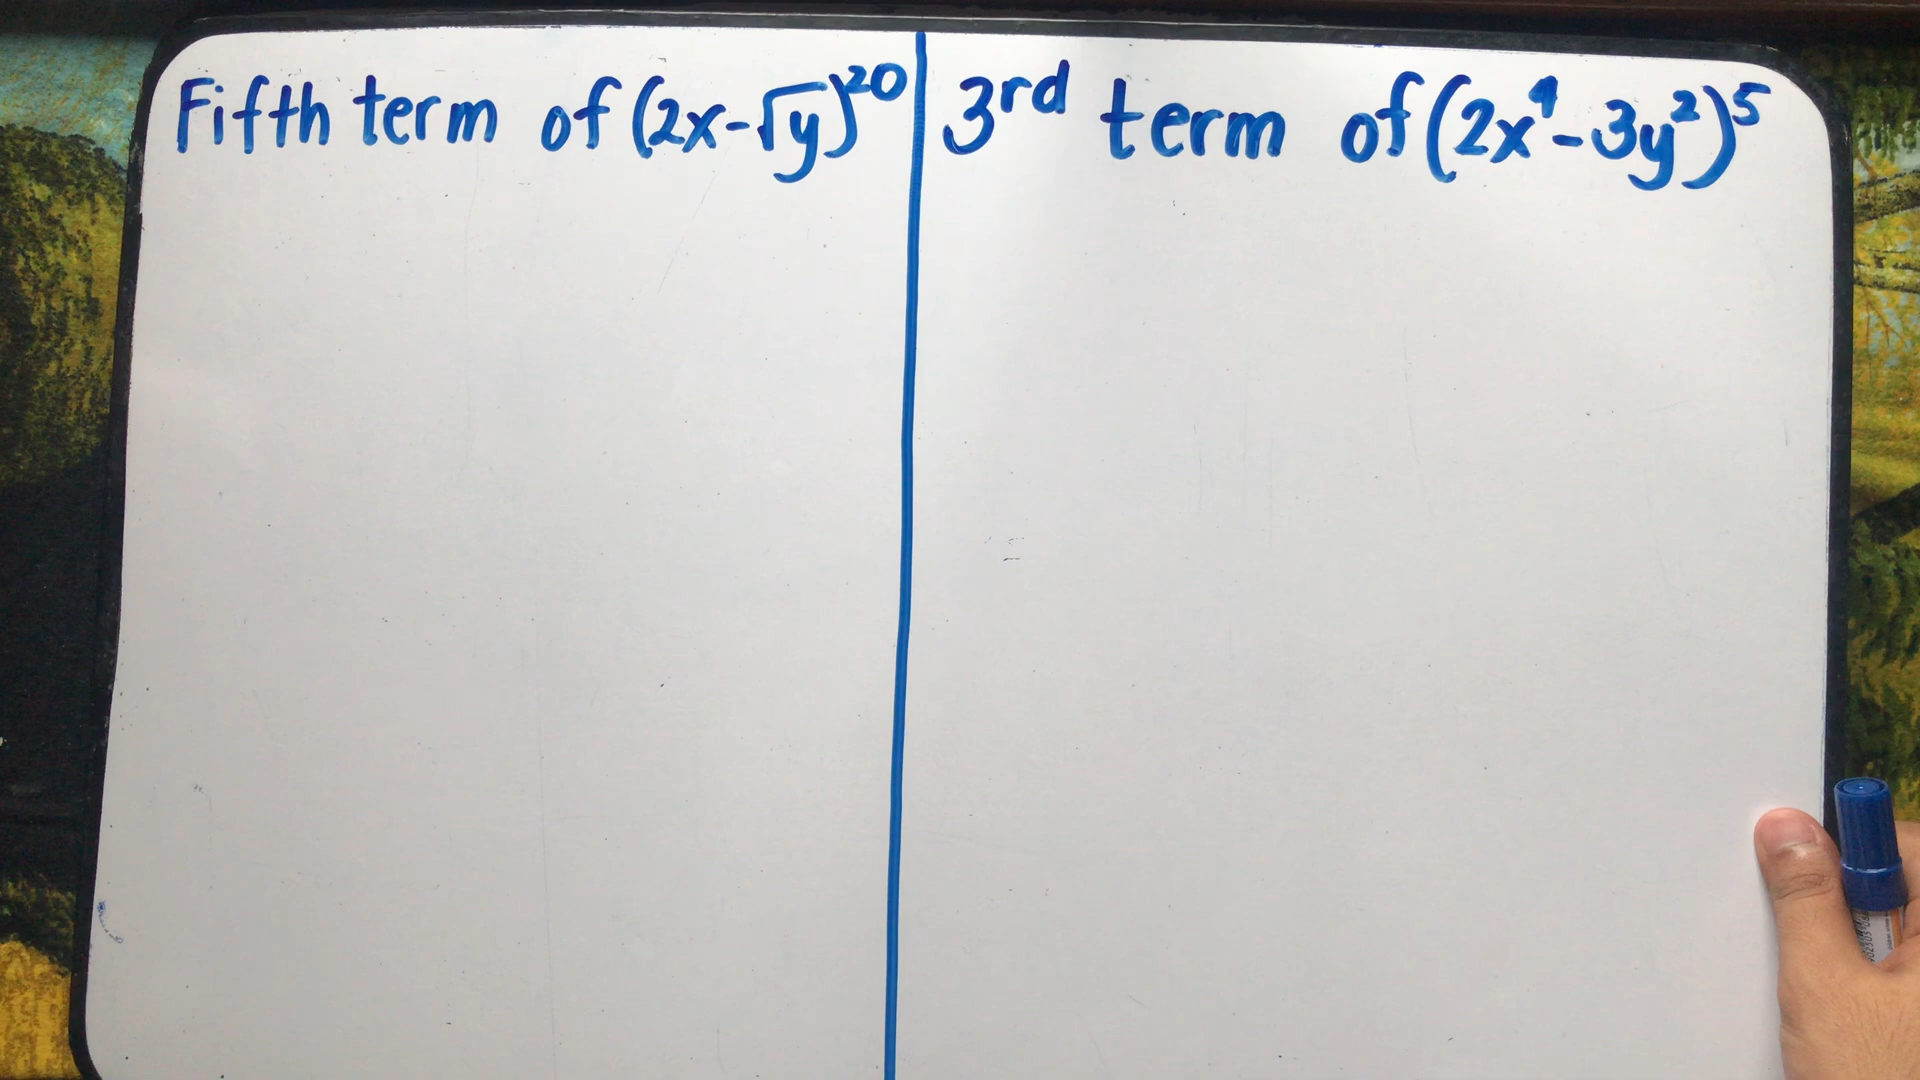 Fifth term of (2x-√y)²⁰
3rd term of (2x⁴-3y²)⁵